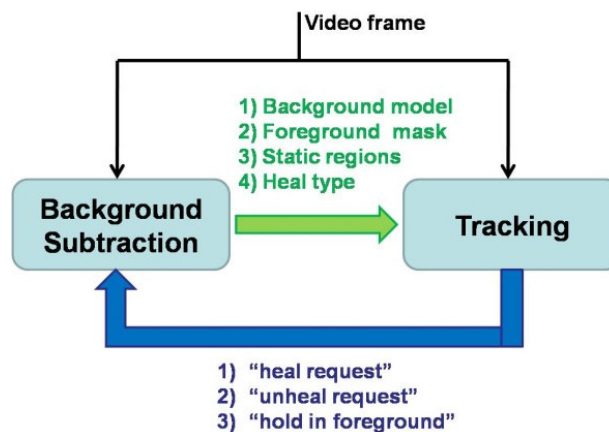 Video frame
1) Background model
2) Foreground mask
3) Static regions
4) Heal type
Background
Subtraction
Tracking
1) “heal request”
2) “unheal request”
3) “hold in foreground”